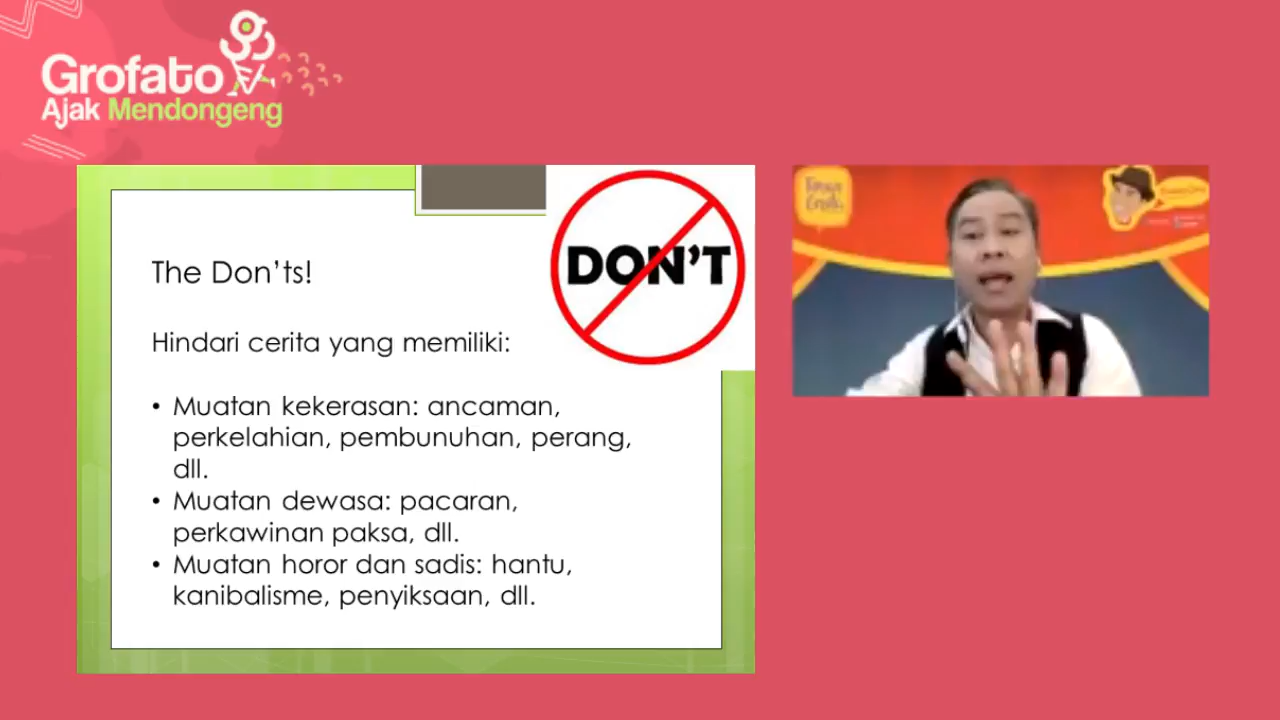 Grofato
Ajak Mendongeng
DON'T
The Don'ts!
Hindari cerita yang memiliki:
• Muatan kekerasan: ancaman,
perkelahian, pembunuhan, perang,
dll.
• Muatan dewasa: pacaran,
perkawinan paksa, dll.
• Muatan horor dan sadis: hantu,
kanibalisme, penyiksaan, dll.